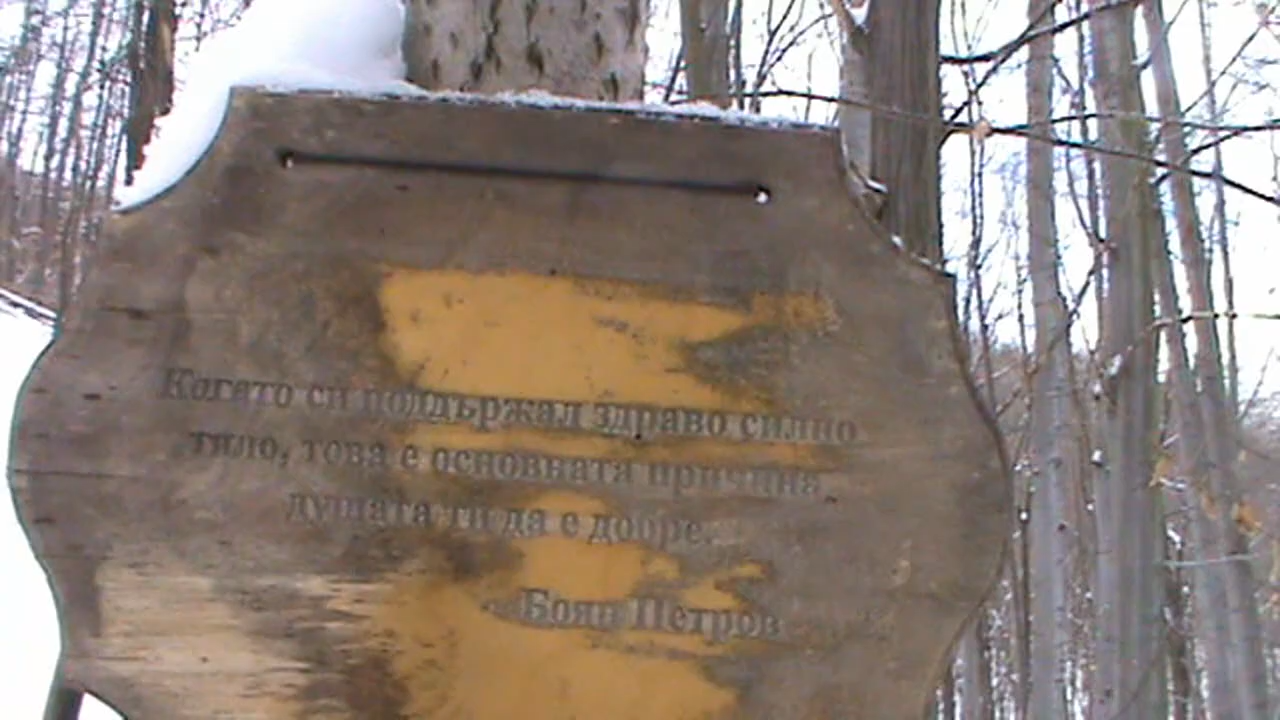 Когато си поддържал здраво силно
тяло, това е основната причина
душата ти да е добре.
Боян Петров